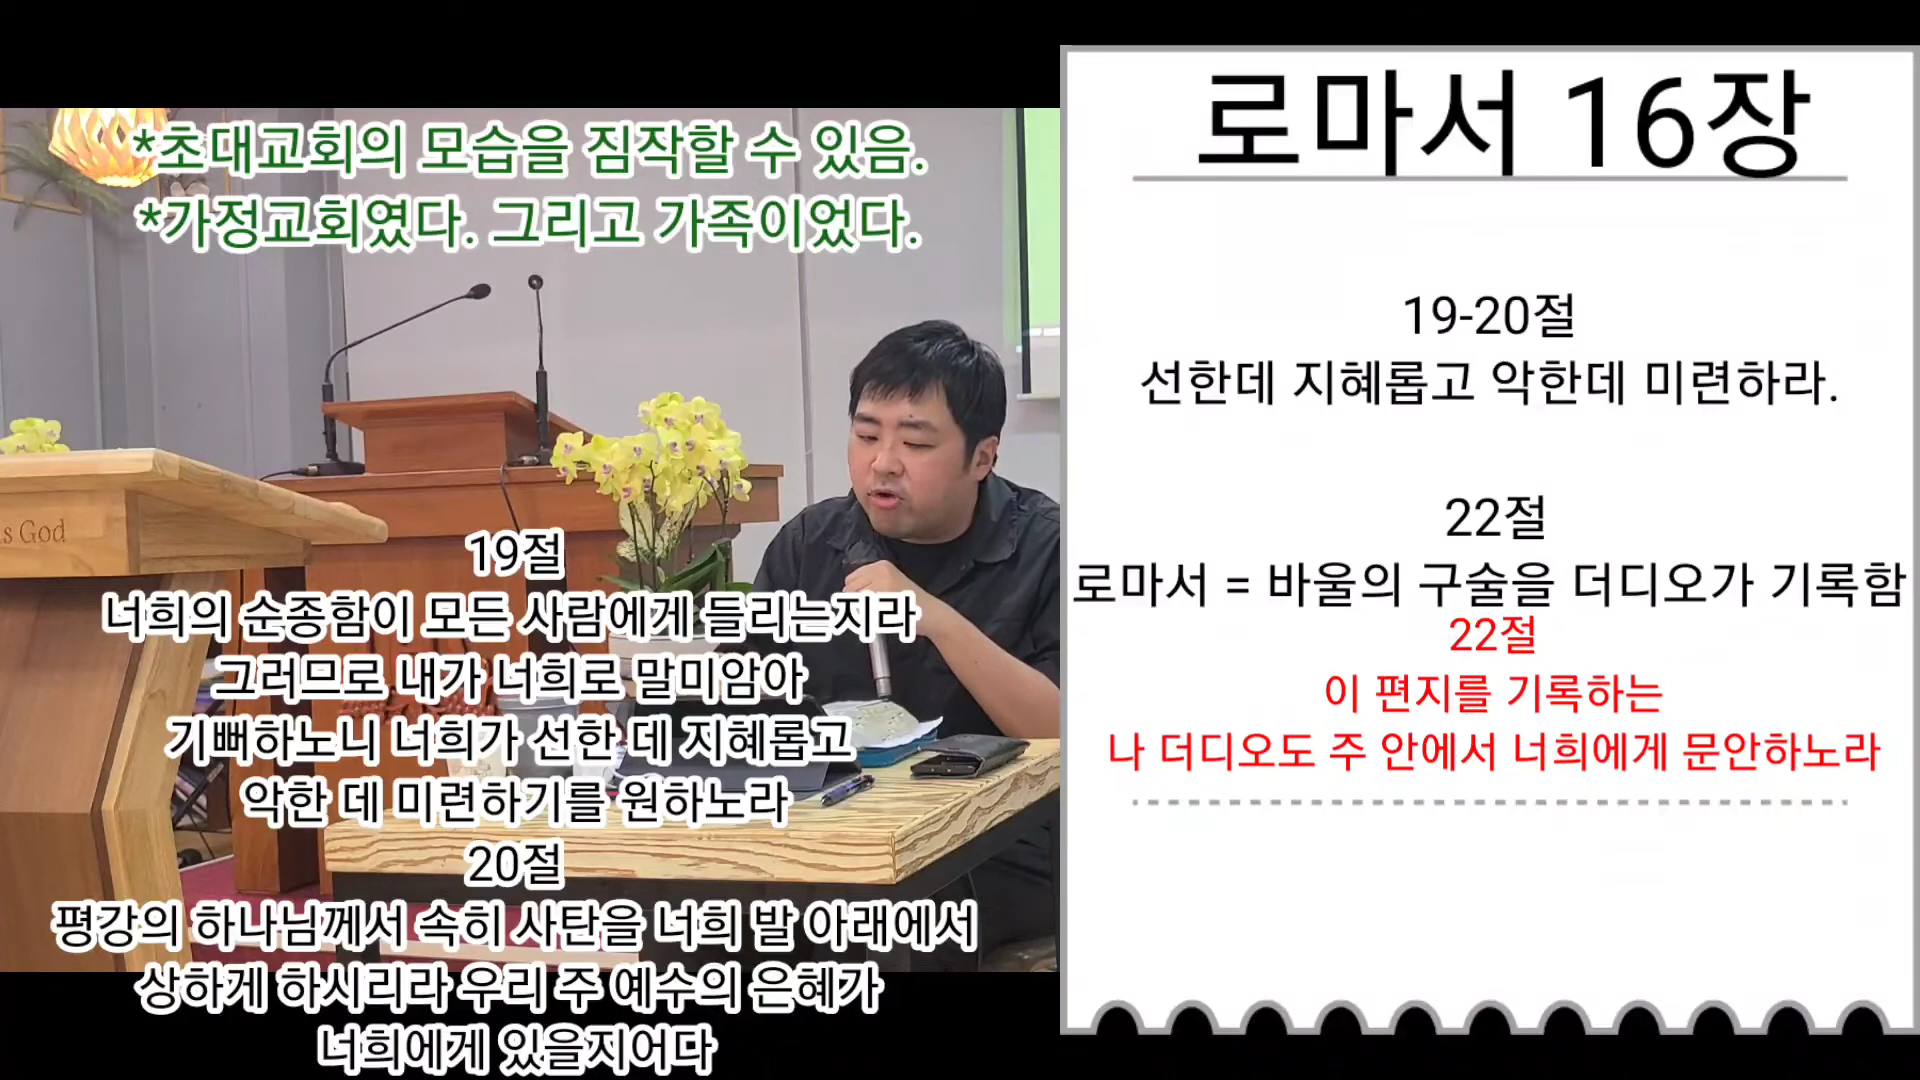 *초대교회의 모습을 짐작할 수 있음.
*가정교회였다. 그리고 가족이었다.
s God
19절
너희의 순종함이 모든 사람에게 들리는지라
그러므로 내가 너희로 말미암아
기뻐하노니 너희가 선한 데 지혜롭고
악한 데 미련하기를 원하노라
20절
평강의 하나님께서 속히 사탄을 너희 발 아래에서
상하게 하시리라 우리 주 예수의 은혜가
너희에게 있을지어다
로마서 16장
19-20절
선한데 지혜롭고 악한데 미련하라.
22절
로마서 = 바울의 구술을 더디오가 기록함
22절
이 편지를 기록하는
나 더디오도 주 안에서 너희에게 문안하노라